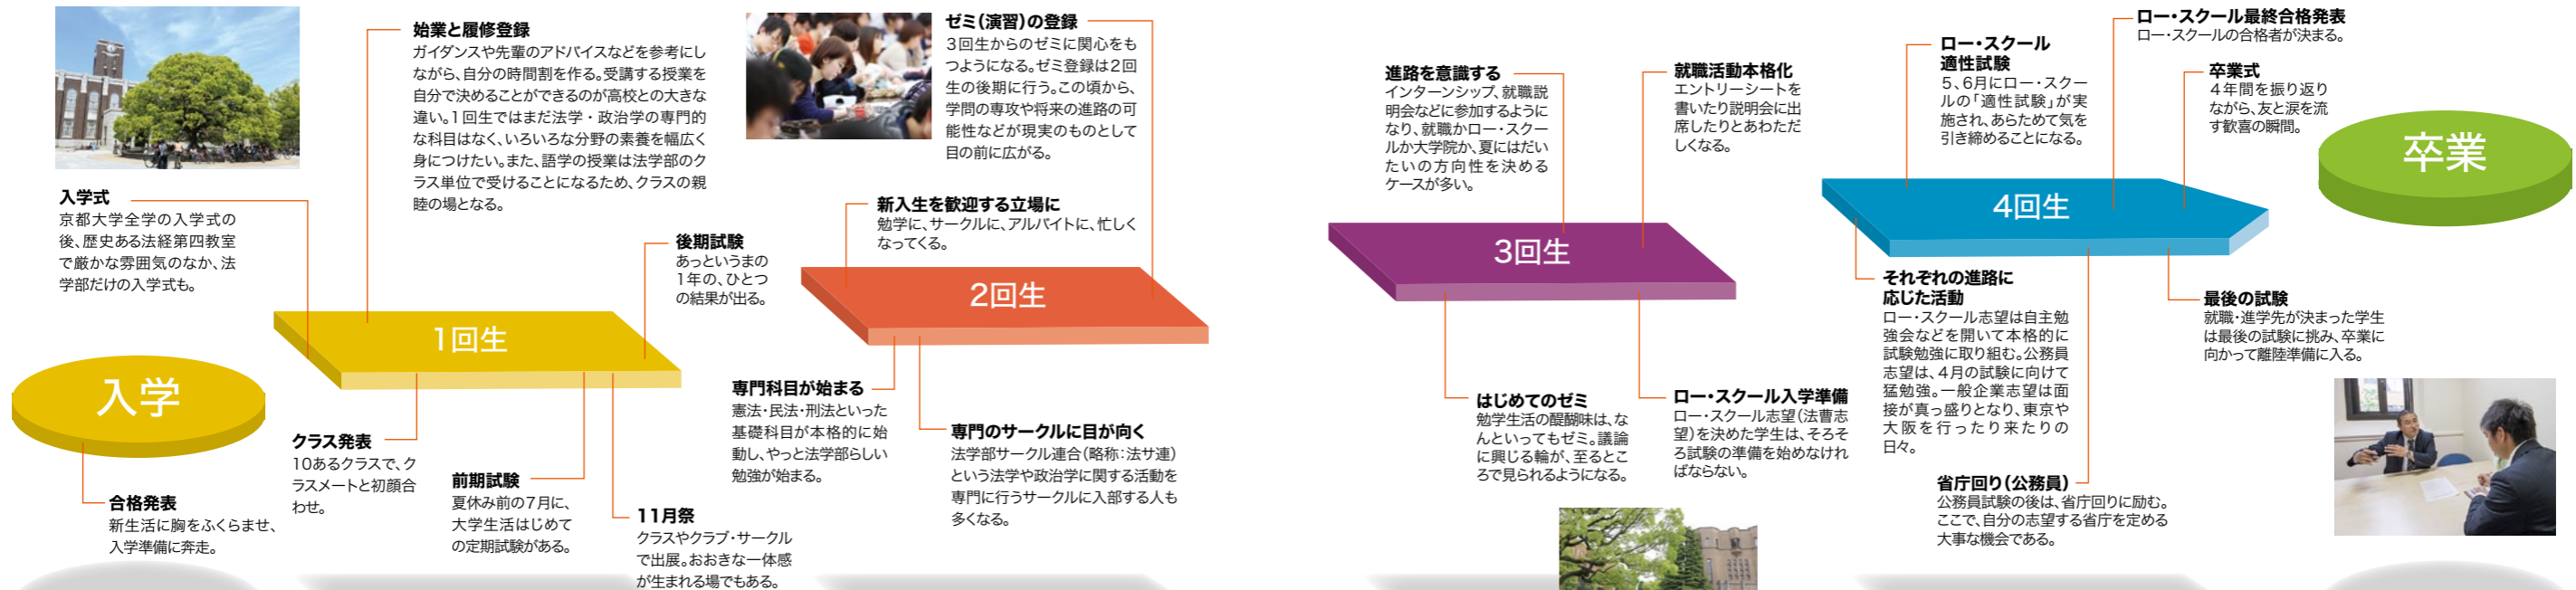 入学
合格発表
新生活に胸をふくらませ、
入学準備に奔走。
入学式
京都大学全学の入学式の
後、歴史ある法経第四教室
で厳かな雰囲気のなか、法
学部だけの入学式も。
1回生
始業と履修登録
ガイダンスや先輩のアドバイスなどを参考にし
ながら、自分の時間割を作る。受講する授業を
自分で決めることができるのが高校との大きな
違い。1回生ではまだ法学・政治学の専門的
な科目はなく、いろいろな分野の素養を幅広く
身につけたい。また、語学の授業は法学部のク
ラス単位で受けることになるため、クラスの親
睦の場となる。
クラス発表
10あるクラスで、ク
ラスメートと初顔合
わせ。
前期試験
夏休み前の7月に、
大学生活はじめて
の定期試験がある。
11月祭
クラスやクラブ・サークル
で出展。おおきな一体感
が生まれる場でもある。
後期試験
あっというまの
1年の、ひとつ
の結果が出る。
2回生
新入生を歓迎する立場に
勉学に、サークルに、アルバイトに、忙しく
なってくる。
ゼミ（演習）の登録
3回生からのゼミに関心をも
つようになる。ゼミ登録は2回
生の後期に行う。この頃から、
学問の専攻や将来の進路の可
能性などが現実のものとして
目の前に広がる。
専門科目が始まる
憲法・民法・刑法といった
基礎科目が本格的に始
動し、やっと法学部らしい
勉強が始まる。
専門のサークルに目が向く
法学部サークル連合（略称：法サ連）
という法学や政治学に関する活動を
専門に行うサークルに入部する人も
多くなる。
3回生
進路を意識する
インターンシップ、就職説
明会などに参加するように
なり、就職かロー・スクー
ルか大学院か、夏にはだい
たいの方向性を決める
ケースが多い。
就職活動本格化
エントリーシートを
書いたり説明会に出
席したりとあわただ
しくなる。
はじめてのゼミ
勉学生活の醍醐味は、な
んといってもゼミ。議論
に興じる輪が、至るとこ
ろで見られるようになる。
ロー・スクール入学準備
ロー・スクール志望（法曹志
望）を決めた学生は、そろそ
ろ試験の準備を始めなけれ
ばならない。
4回生
ロー・スクール
適性試験
5、6月にロー・スクー
ルの「適性試験」が実
施され、あらためて気を
引き締めることになる。
ロー・スクール最終合格発表
ロー・スクールの合格者が決まる。
卒業式
4年間を振り返り
ながら、友と涙を流
す歓喜の瞬間。
それぞれの進路に
応じた活動
ロー・スクール志望は自主勉
強会などを開いて本格的に
試験勉強に取り組む。公務員
志望は、4月の試験に向けて
猛勉強。一般企業志望は面
接が真っ盛りとなり、東京や
大阪を行ったり来たりの
日々。
省庁回り（公務員）
公務員試験の後は、省庁回りに励む。
ここで、自分の志望する省庁を定める
大事な機会である。
最後の試験
就職・進学先が決まった学生
は最後の試験に挑み、卒業に
向かって離陸準備に入る。
卒業